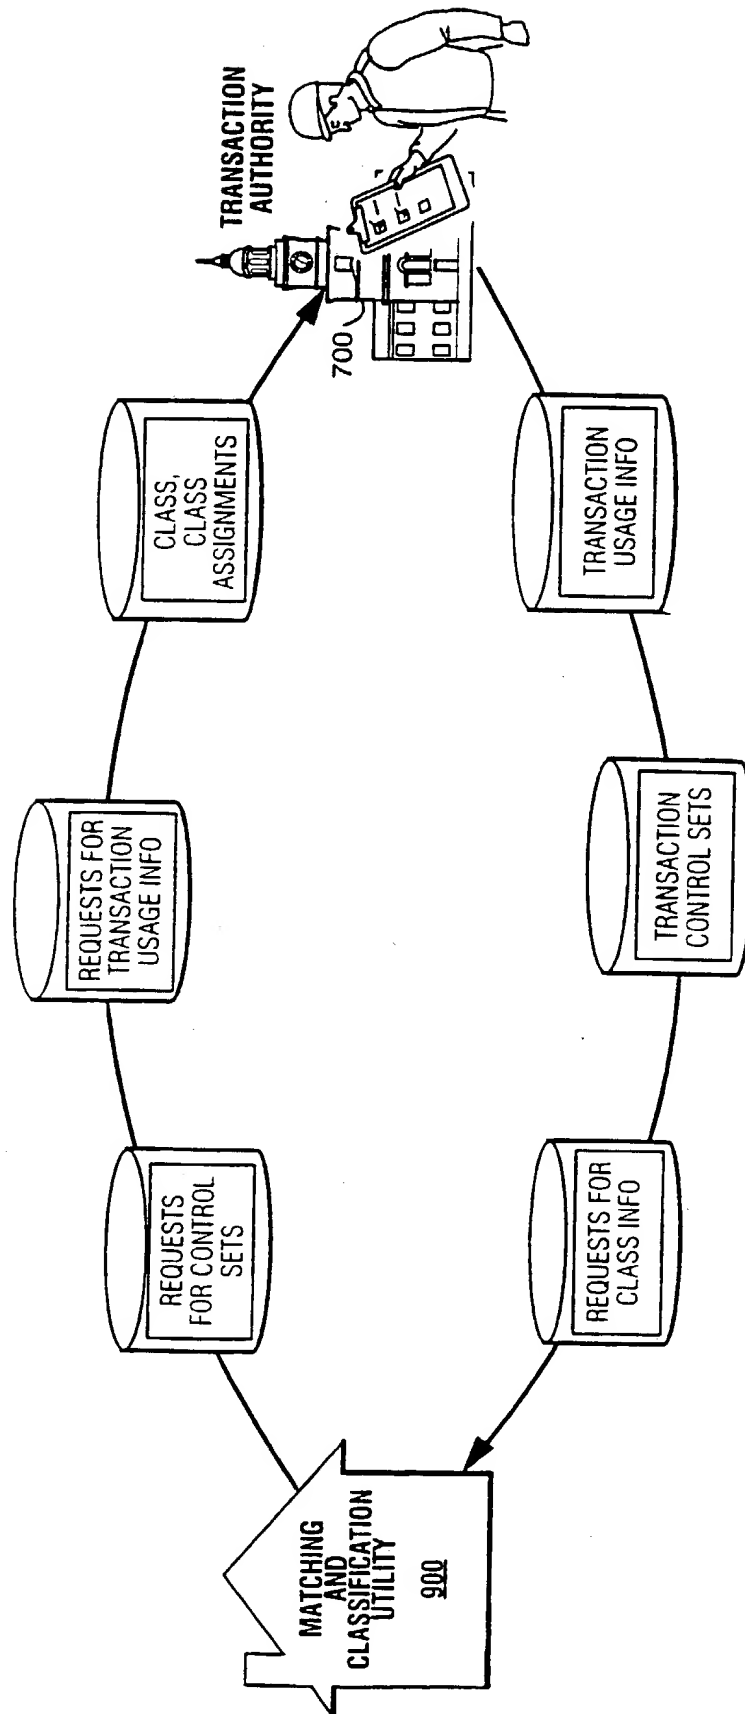 TRANSACTION
AUTHORITY
700
CLASS,
CLASS
ASSIGNMENTS
REQUESTS FOR
TRANSACTION
USAGE INFO
REQUESTS
FOR CONTROL
SETS
MATCHING
AND
CLASSIFICATION
UTILITY
900
REQUESTS FOR
CLASS INFO
TRANSACTION
CONTROL SETS
TRANSACTION
USAGE INFO